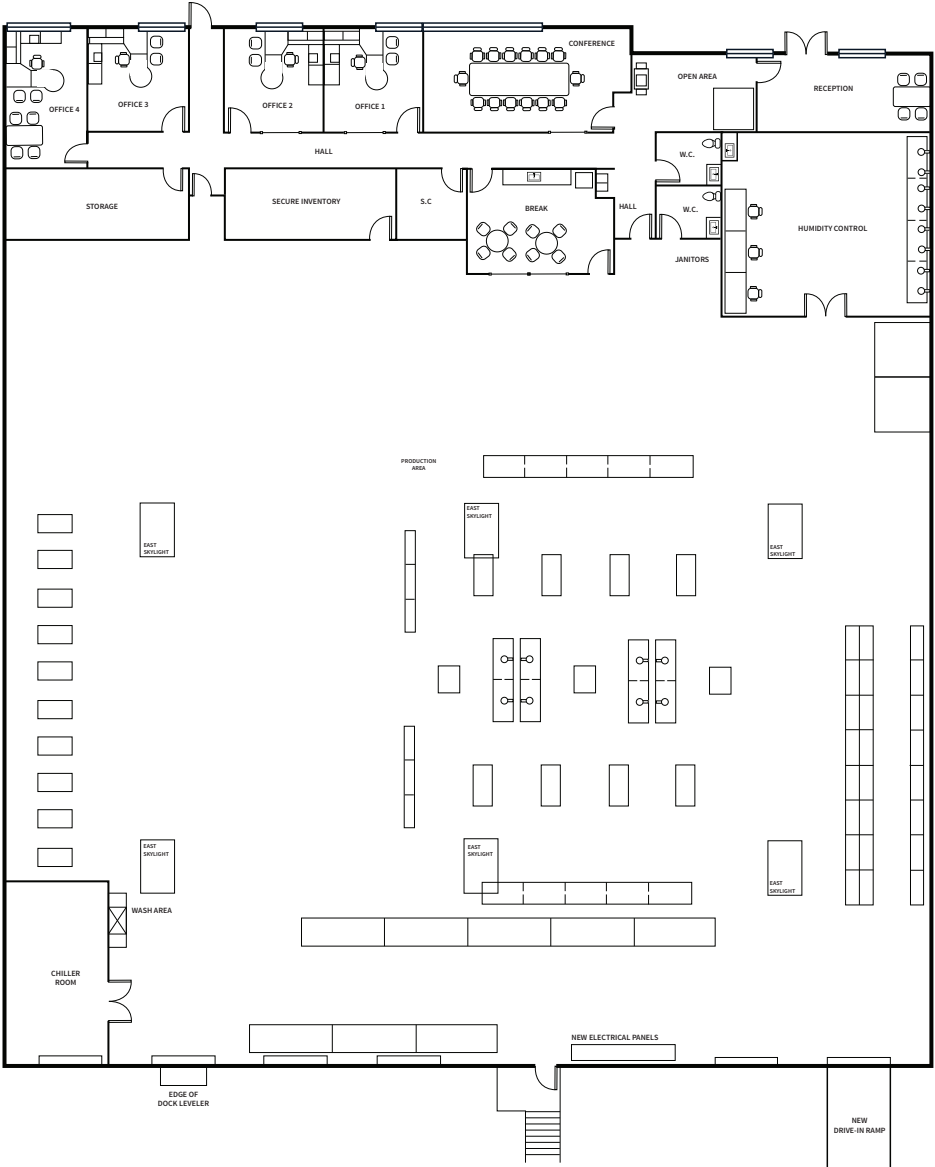 CONFERENCE
OPEN AREA
RECEPTION
OFFICE 4
OFFICE 3
OFFICE 2
OFFICE 1
HALL
W.C.
STORAGE
SECURE INVENTORY
S.C
BREAK
HALL
W.C.
HUMIDITY CONTROL
JANITORS
PRODUCTION
AREA
EAST
SKYLIGHT
EAST
SKYLIGHT
EAST
SKYLIGHT
EAST
SKYLIGHT
EAST
SKYLIGHT
EAST
SKYLIGHT
WASH AREA
CHILLER
ROOM
NEW ELECTRICAL PANELS
EDGE OF
DOCK LEVELER
NEW
DRIVE-IN RAMP